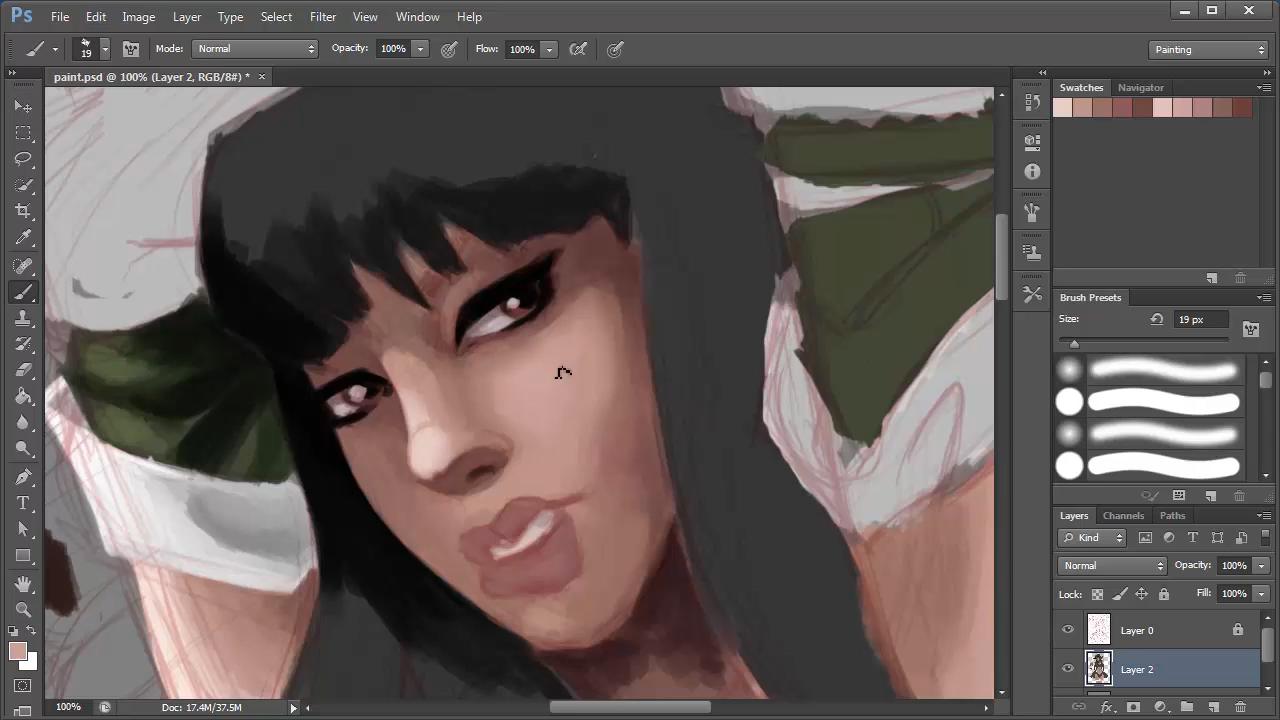 Ps File Edit Image Layer Type Select Filter View Window Help
19 Mode: Normal Opacity: 100% Flow: 100% Painting
paint.psd @ 100% (Layer 2, RGB/8#) *
Swatches Navigator
Brush Presets
Size: 19 px
Layers Channels Paths
Kind
Normal Opacity: 100%
Lock: Fill: 100%
Layer 0
Layer 2
100% Doc: 17.4M/37.5M